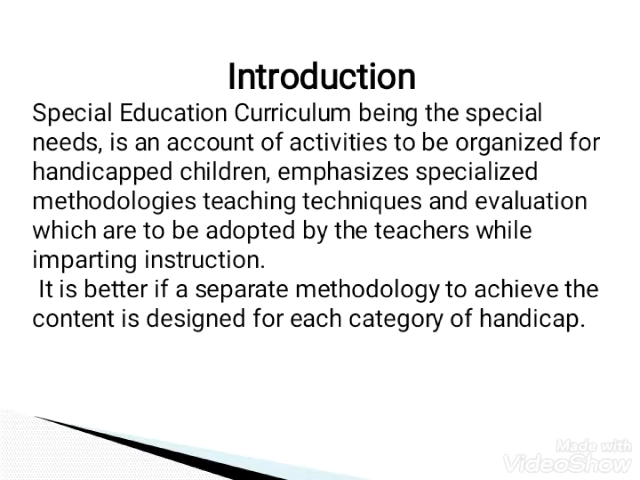 Introduction
Special Education Curriculum being the special
needs, is an account of activities to be organized for
handicapped children, emphasizes specialized
methodologies teaching techniques and evaluation
which are to be adopted by the teachers while
imparting instruction.
It is better if a separate methodology to achieve the
content is designed for each category of handicap.
Made with
VideoShow